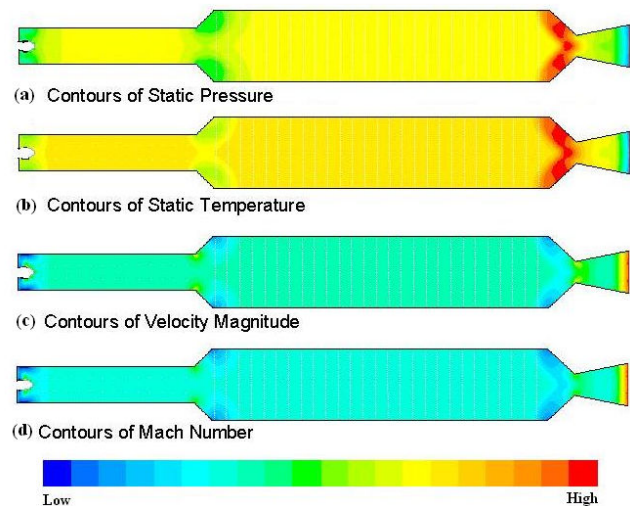 (a) Contours of Static Pressure
(b) Contours of Static Temperature
(c) Contours of Velocity Magnitude
(d) Contours of Mach Number
Low High